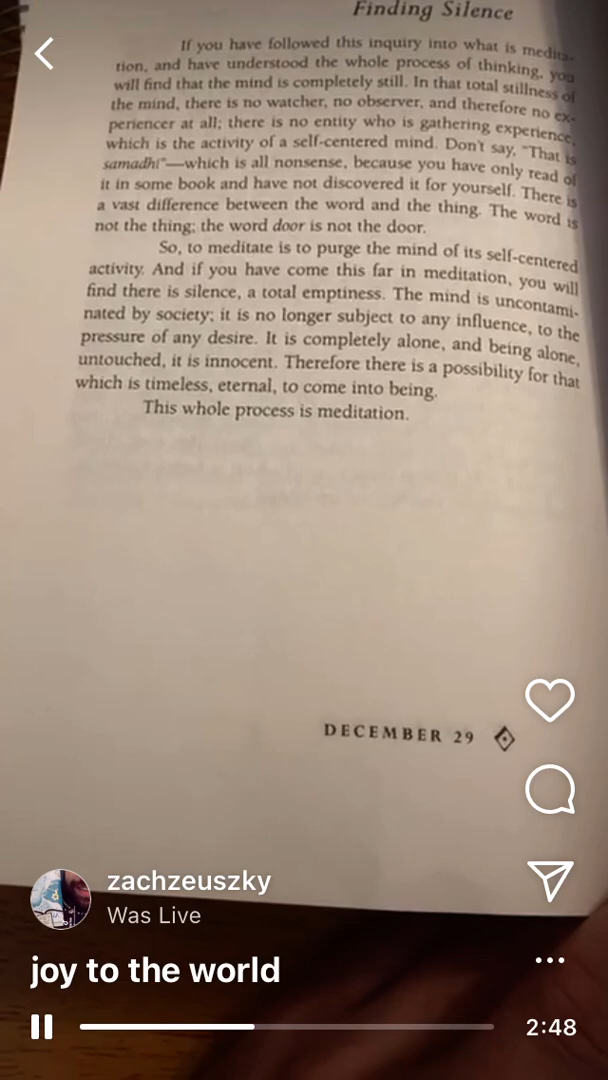 Finding Silence
If you have followed this inquiry into what is medita-
tion, and have understood the whole process of thinking, you
will find that the mind is completely still. In that total stillness of
the mind, there is no watcher, no observer, and therefore no ex-
periencer at all; there is no entity who is gathering experience,
which is the activity of a self-centered mind. Don't say, "That is
samadhi"—which is all nonsense, because you have only read of
it in some book and have not discovered it for yourself. There is
a vast difference between the word and the thing. The word is
not the thing; the word door is not the door.
So, to meditate is to purge the mind of its self-centered
activity. And if you have come this far in meditation, you will
find there is silence, a total emptiness. The mind is uncontami-
nated by society; it is no longer subject to any influence, to the
pressure of any desire. It is completely alone, and being alone,
untouched, it is innocent. Therefore there is a possibility for that
which is timeless, eternal, to come into being.
This whole process is meditation.
DECEMBER 29
zachzeuszky
Was Live
joy to the world
2:48